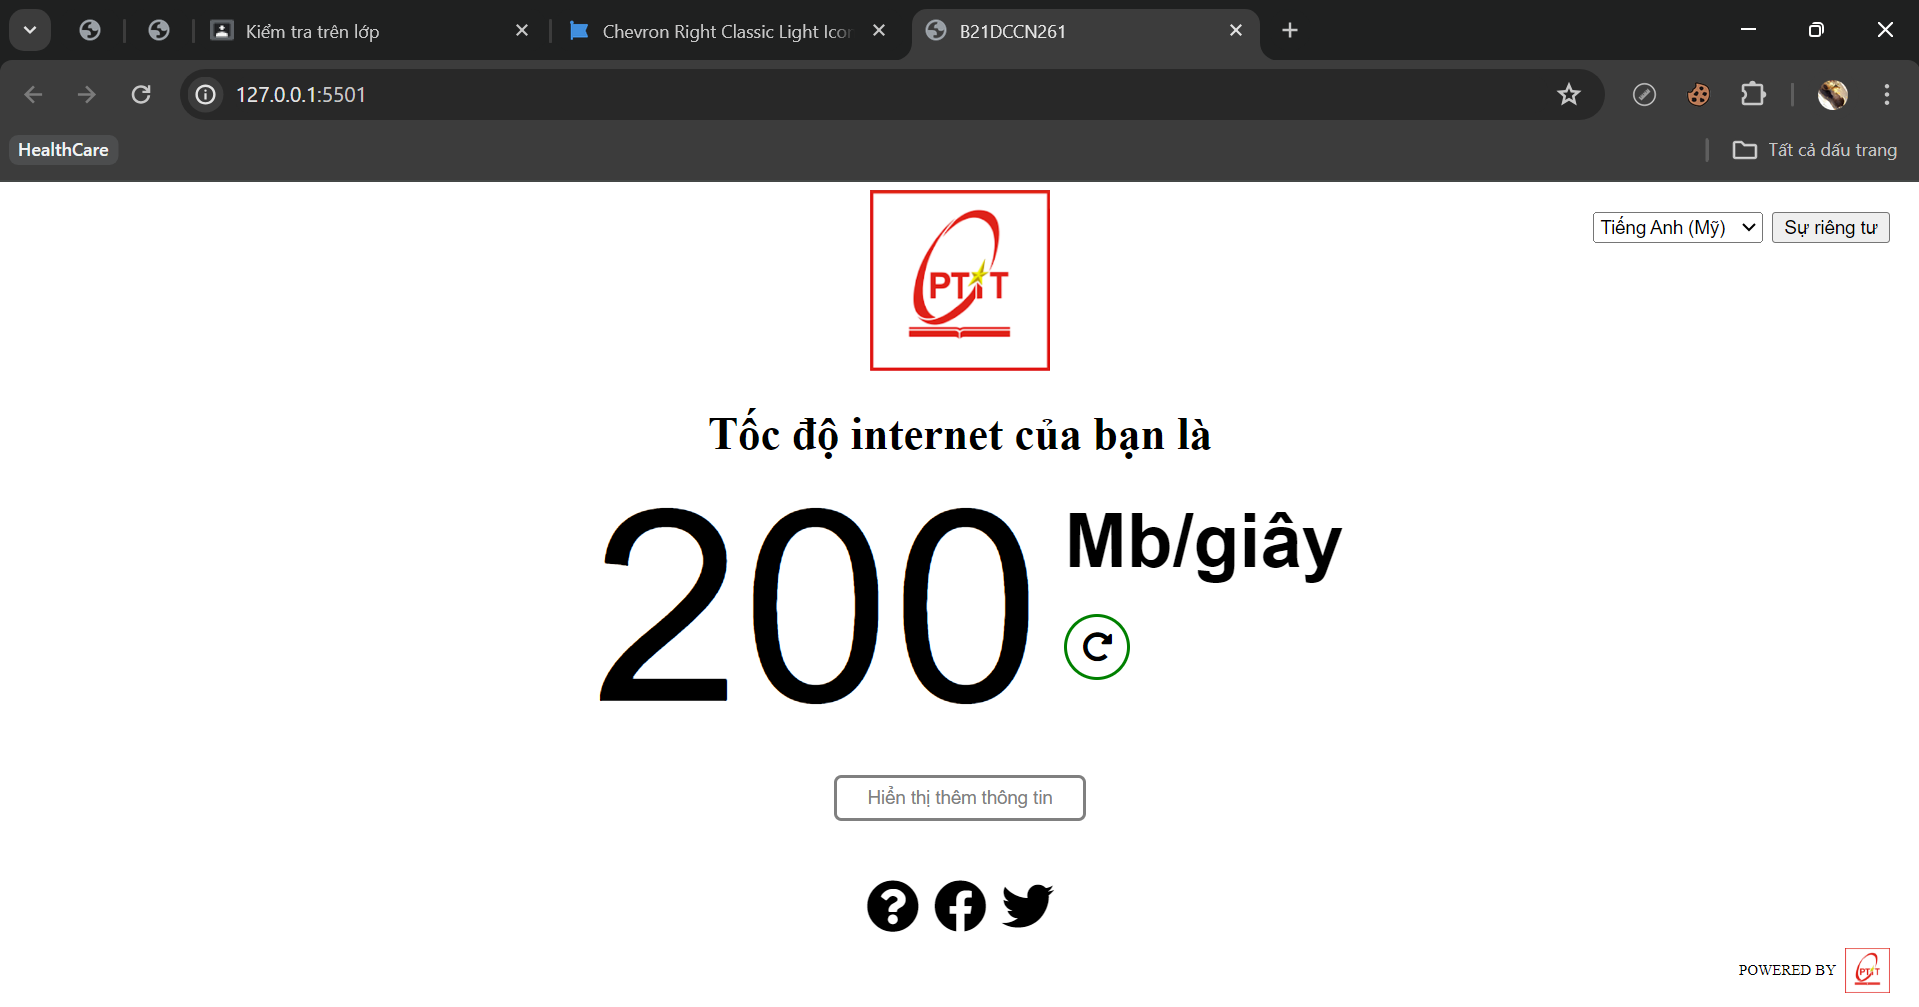 Kiểm tra trên lớp
Chevron Right Classic Light Icon
B21DCCN261
127.0.0.1:5501
HealthCare
Tất cả dấu trang
PTIT
Tiếng Anh (Mỹ)
Sự riêng tư
Tốc độ internet của bạn là
200
Mb/giây
Hiển thị thêm thông tin
POWERED BY
PTIT